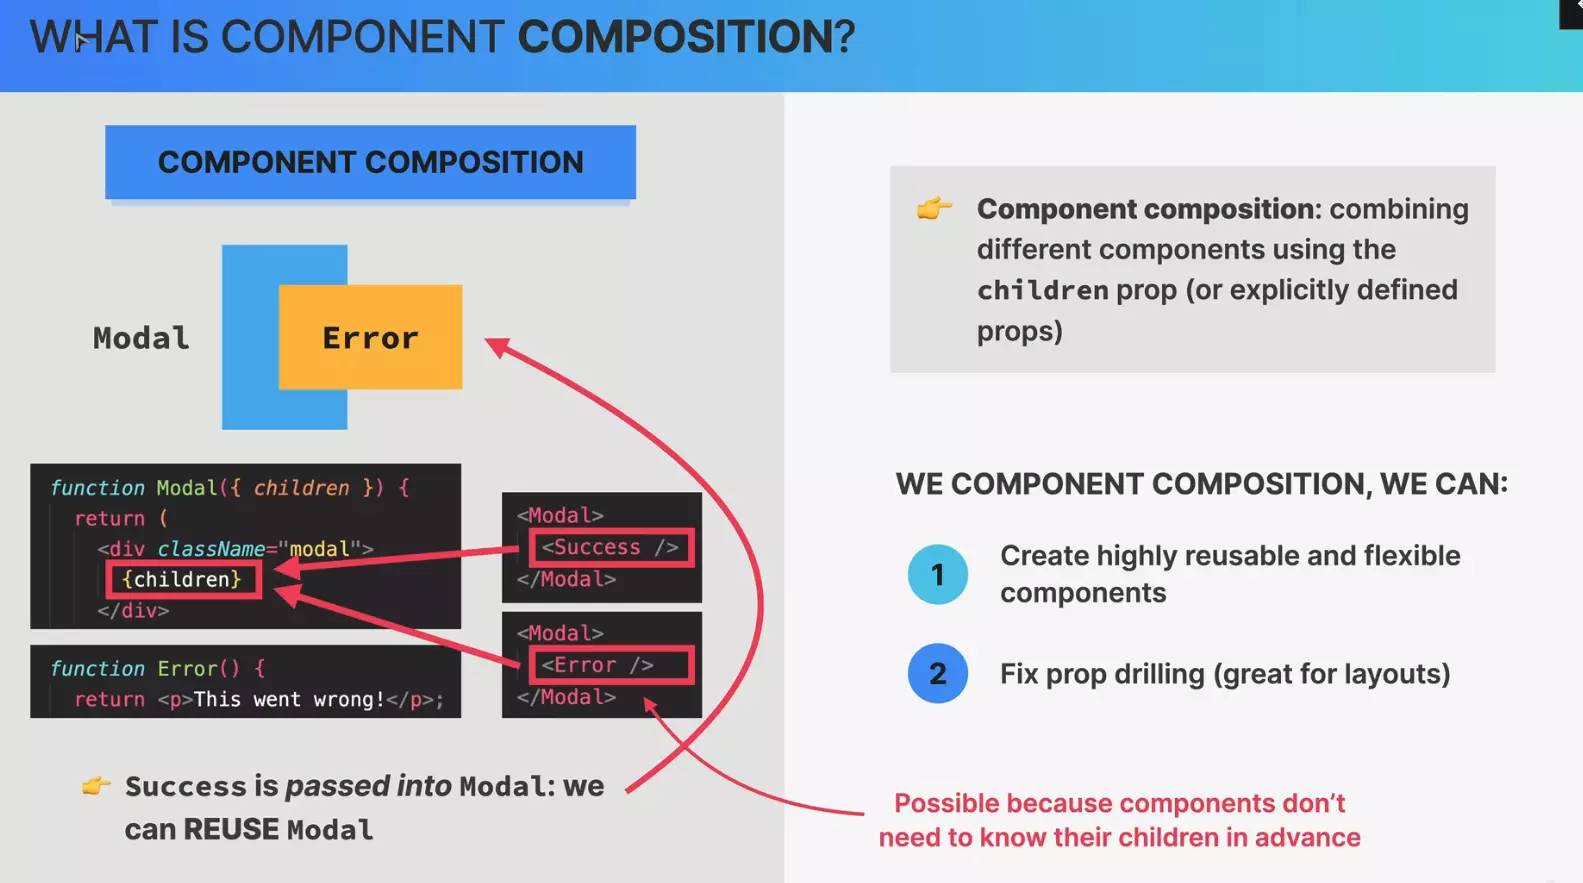 WHAT IS COMPONENT COMPOSITION?
COMPONENT COMPOSITION
Modal
Error
function Modal({ children }) {
return (
<div className="modal">
{children}
</div>
function Error() {
return <p>This went wrong!</p>;
<Modal>
<Success />
</Modal>
<Modal>
<Error />
</Modal>
👉 Success is passed into Modal: we
can REUSE Modal
👉 Component composition: combining
different components using the
children prop (or explicitly defined
props)
WE COMPONENT COMPOSITION, WE CAN:
1 Create highly reusable and flexible
components
2 Fix prop drilling (great for layouts)
Possible because components don't
need to know their children in advance